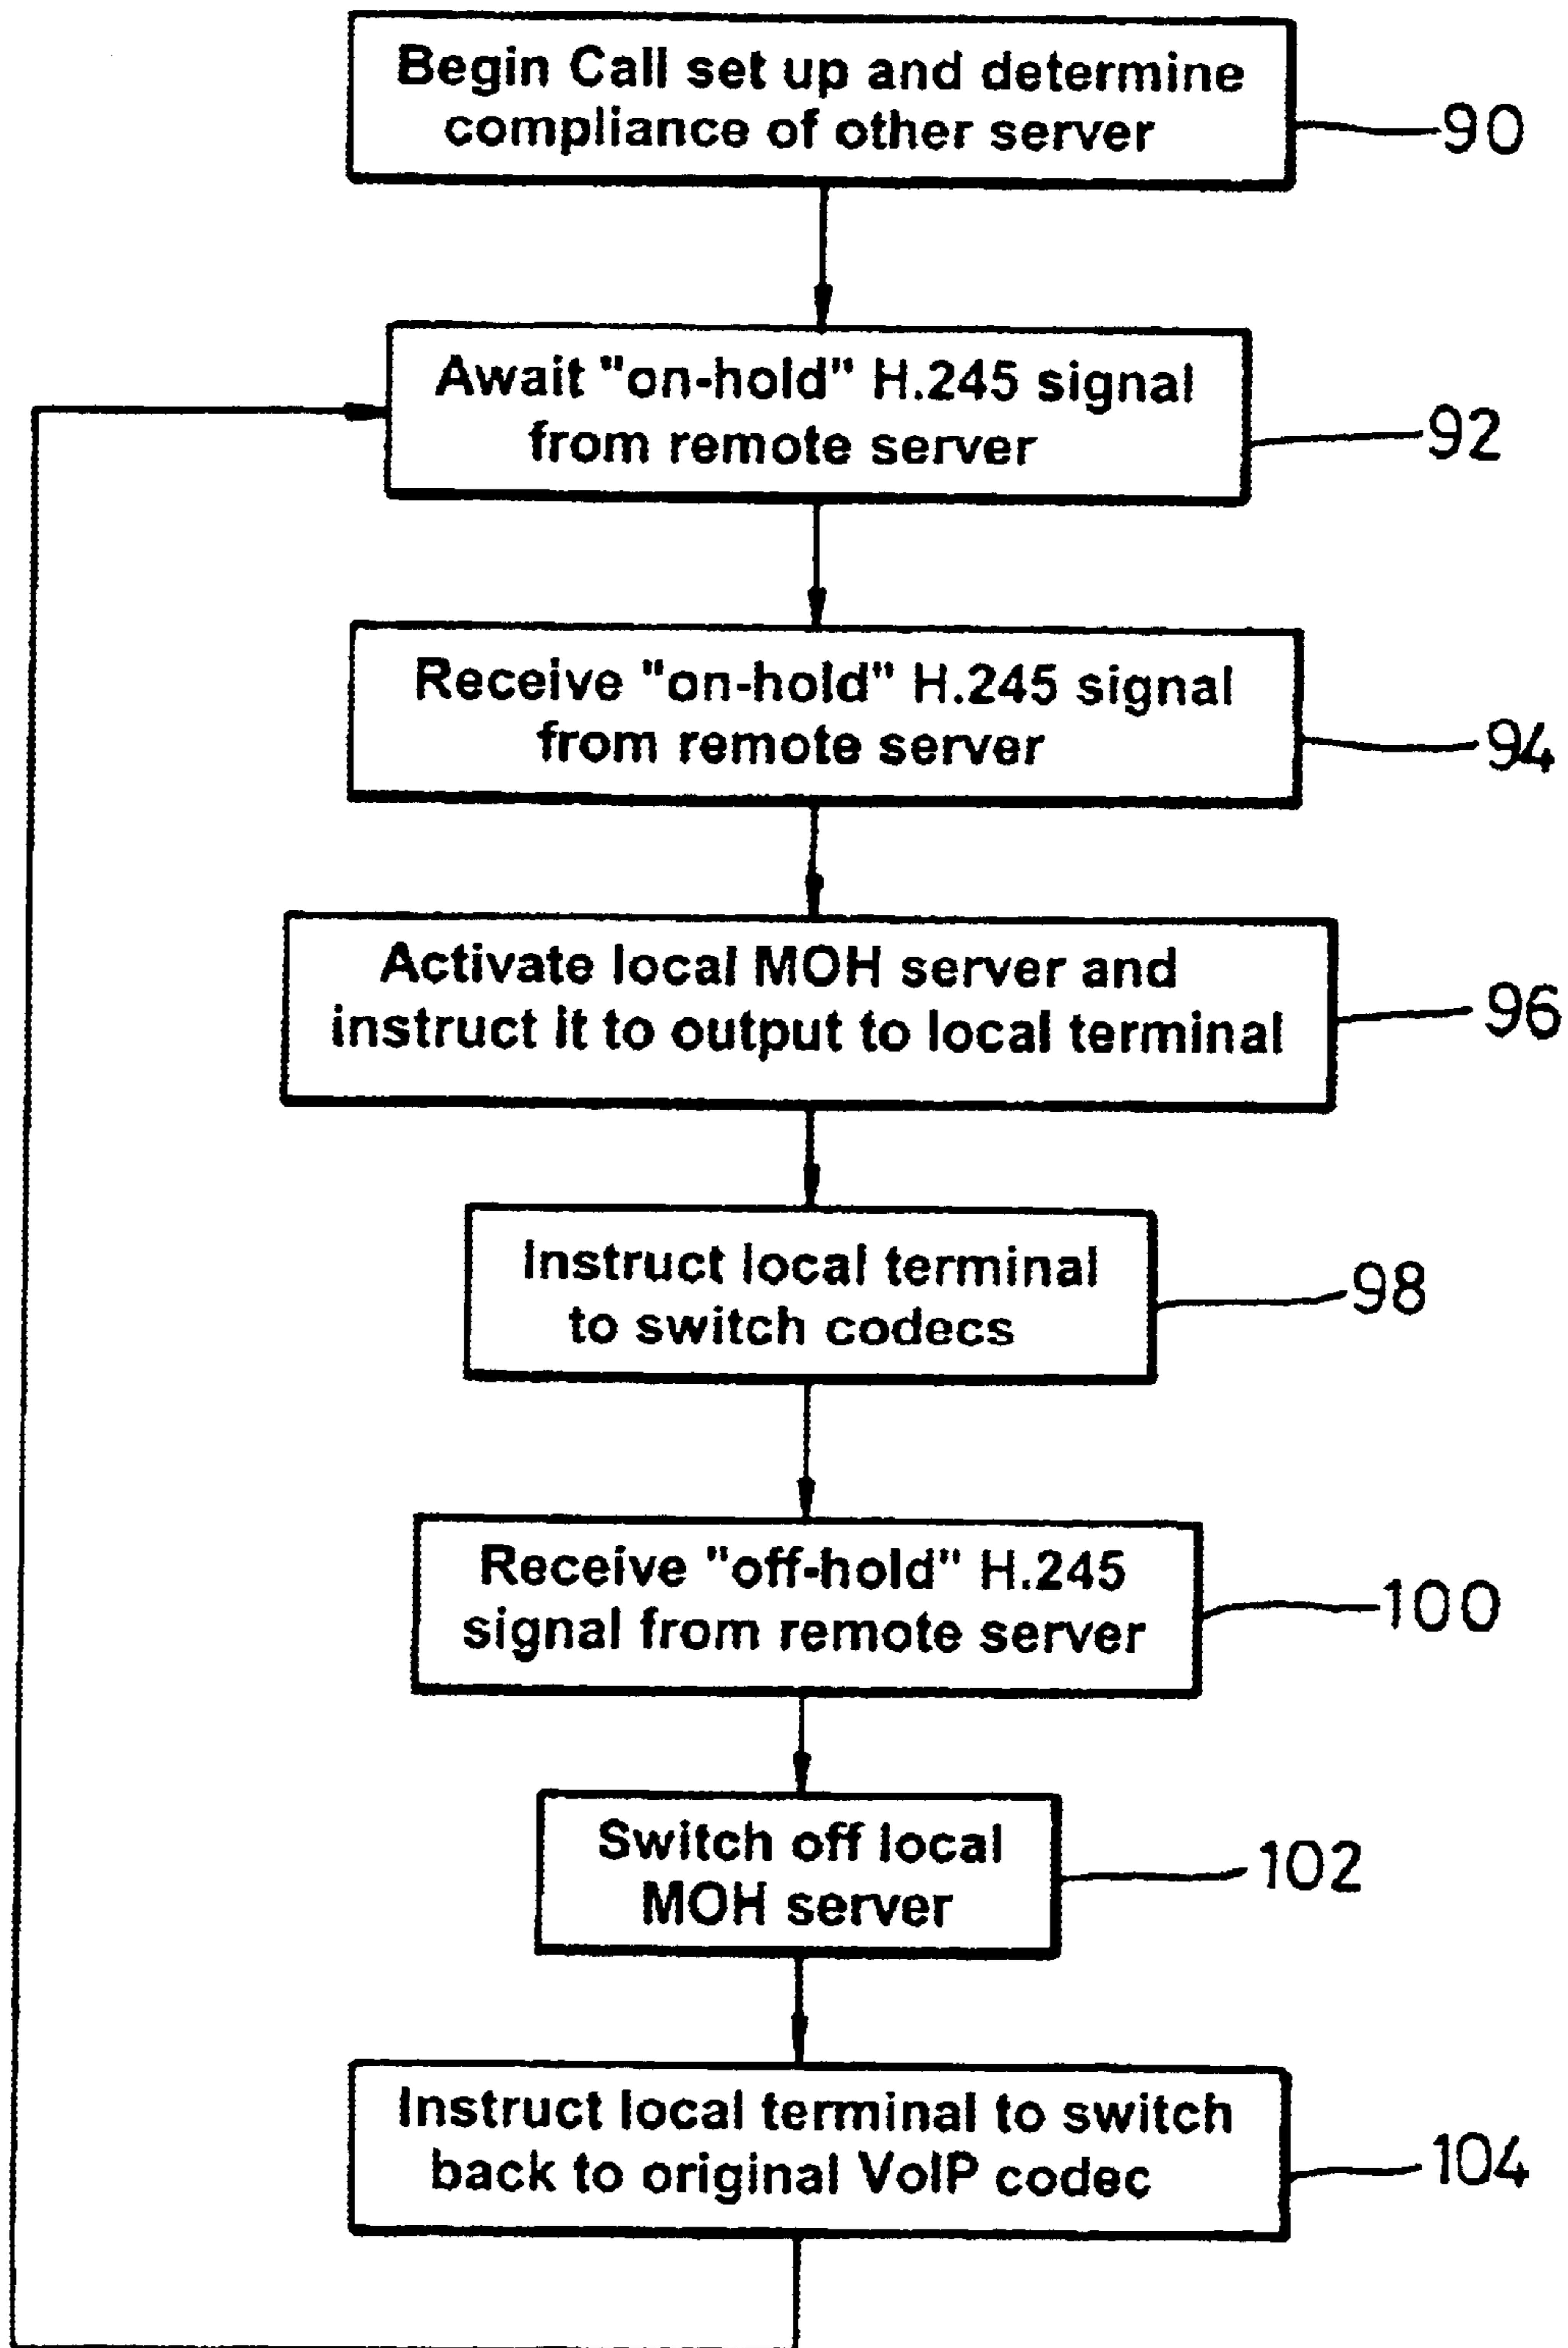 Begin Call set up and determine
compliance of other server
90
Await "on-hold" H.245 signal
from remote server
92
Receive "on-hold" H.245 signal
from remote server
94
Activate local MOH server and
instruct it to output to local terminal
96
Instruct local terminal
to switch codecs
98
Receive "off-hold" H.245
signal from remote server
100
Switch off local
MOH server
102
Instruct local terminal to switch
back to original VoIP codec
104